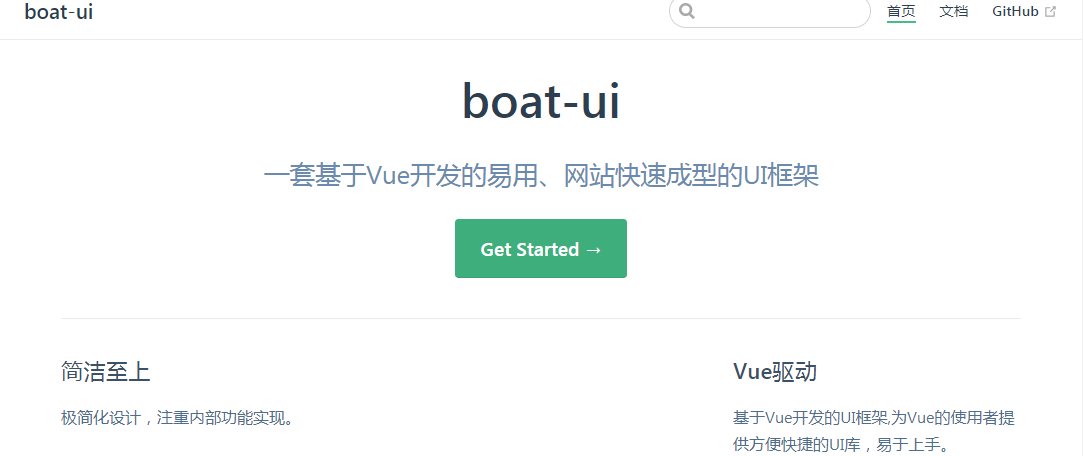 boat-ui
首页 文档 GitHub
boat-ui
一套基于Vue开发的易用、网站快速成型的UI框架
Get Started →
简洁至上
极简化设计，注重内部功能实现。
Vue驱动
基于Vue开发的UI框架,为Vue的使用者提
供方便快捷的UI库，易于上手。